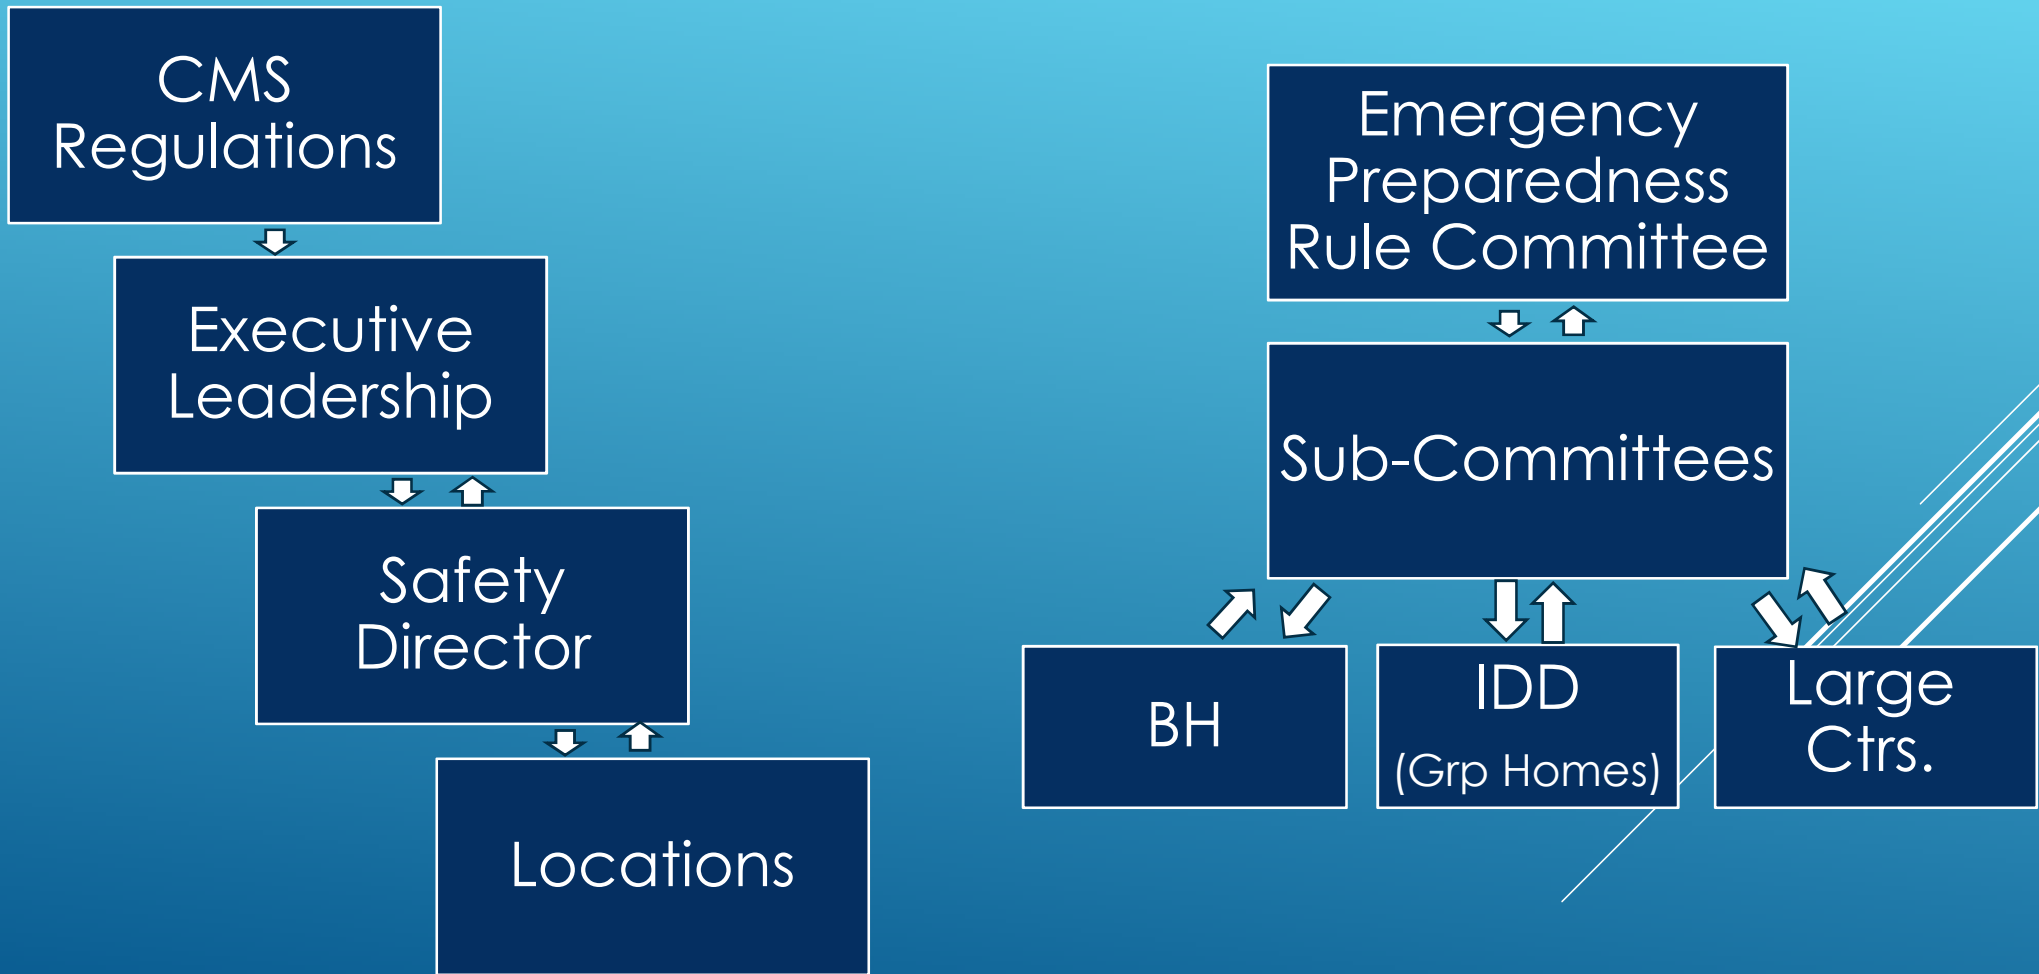 CMS
Regulations
Executive
Leadership
Safety
Director
Locations
Emergency
Preparedness
Rule Committee
Sub-Committees
BH
IDD
(Grp Homes)
Large
Ctrs.